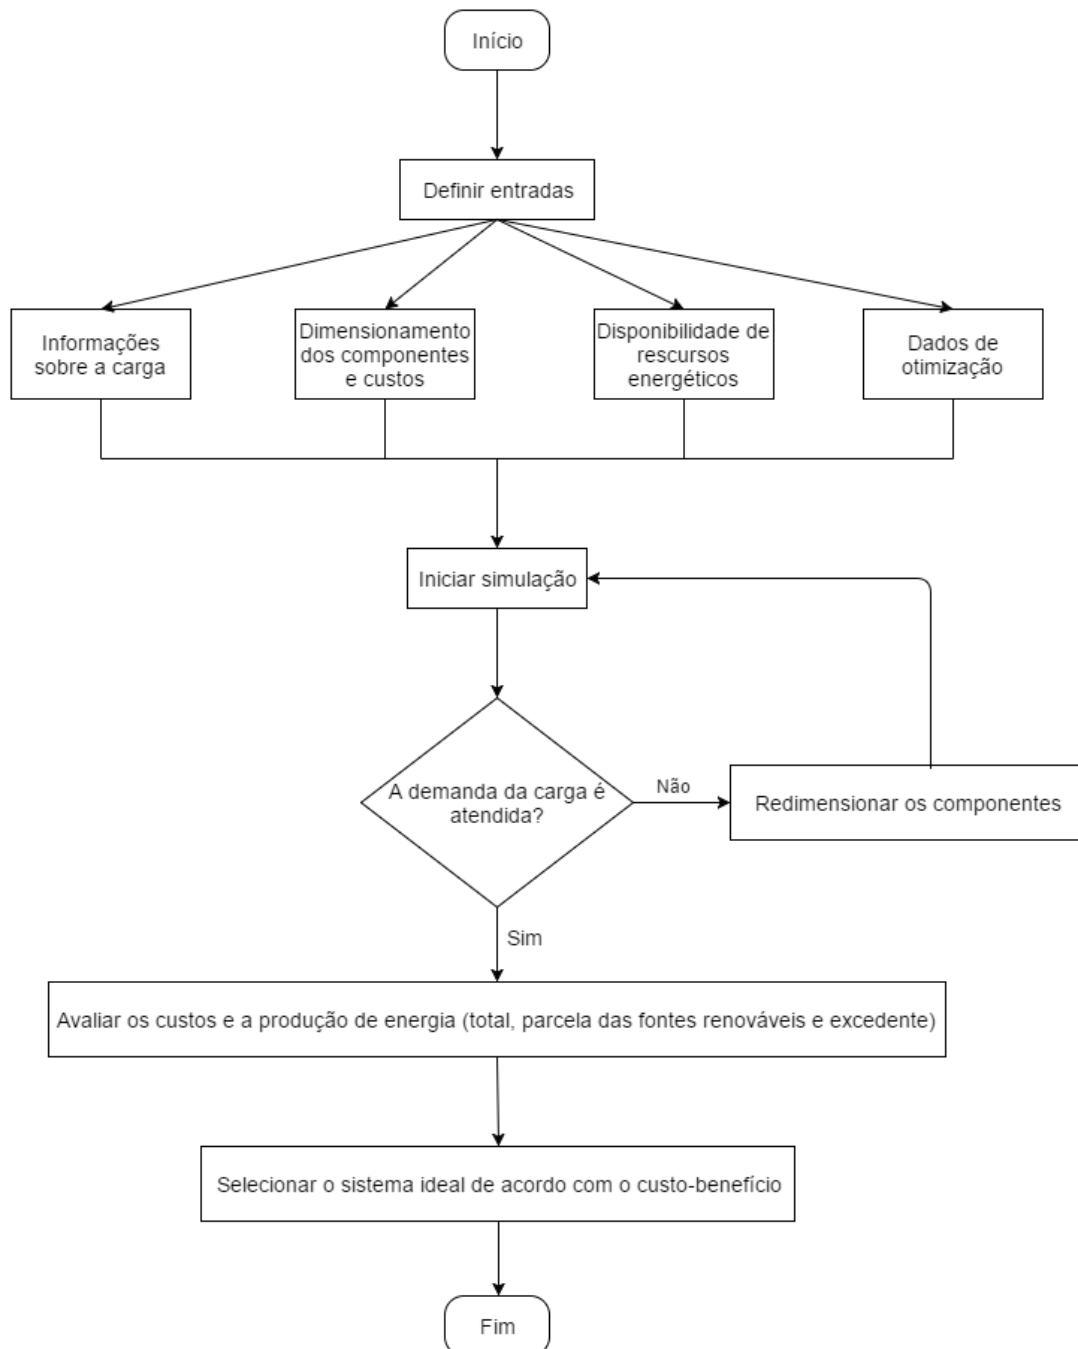 Início
Definir entradas
Informações
sobre a carga
Dimensionamento
dos componentes
e custos
Disponibilidade de
rescursos
energéticos
Dados de
otimização
Iniciar simulação
A demanda da carga é
atendida?
Não
Redimensionar os componentes
Sim
Avaliar os custos e a produção de energia (total, parcela das fontes renováveis e excedente)
Selecionar o sistema ideal de acordo com o custo-benefício
Fim